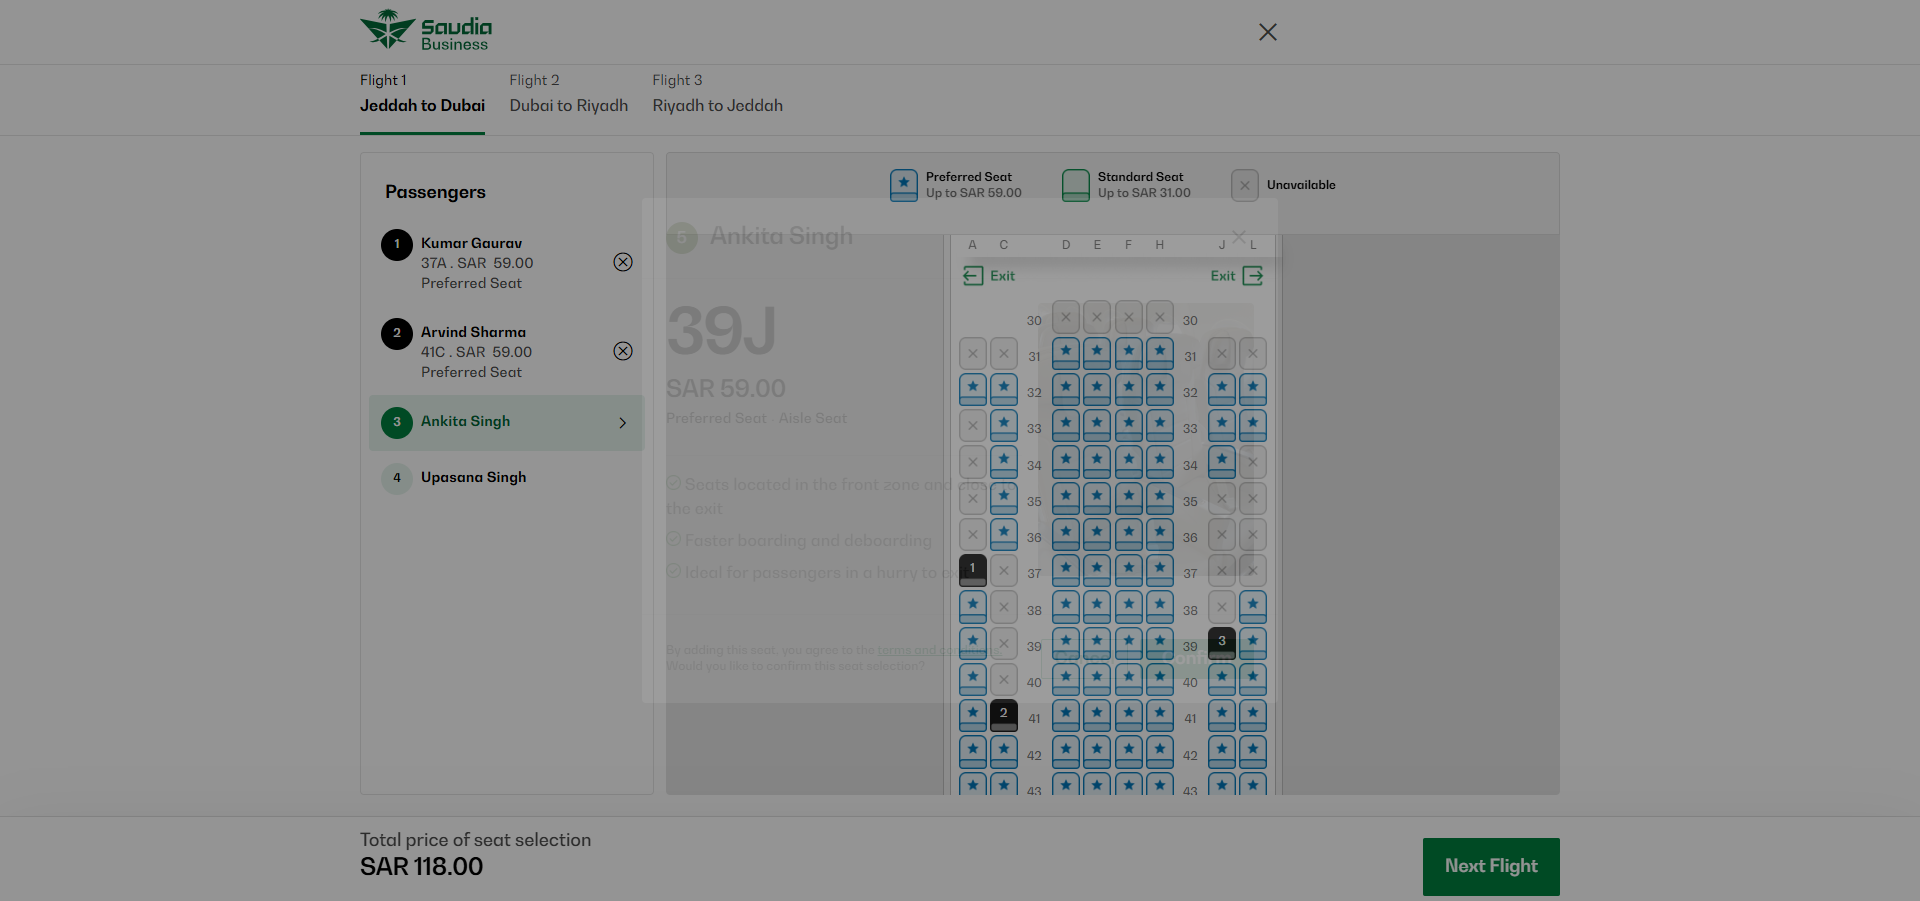 Saudia
Business
Flight 1
Jeddah to Dubai
Flight 2
Dubai to Riyadh
Flight 3
Riyadh to Jeddah
Passengers
1
Kumar Gaurav
37A . SAR 59.00
Preferred Seat
2
Arvind Sharma
41C . SAR 59.00
Preferred Seat
3
Ankita Singh
4
Upasana Singh
Preferred Seat
Up to SAR 59.00
Standard Seat
Up to SAR 31.00
Unavailable
5 Ankita Singh
39J
SAR 59.00
Preferred Seat - Aisle Seat
Seats located in the front zone and close to
the exit
Faster boarding and deboarding
Ideal for passengers in a hurry to exit
By adding this seat, you agree to the terms and conditions.
Would you like to confirm this seat selection?
Cancel
Confirm
A C D E F H J L
Exit Exit
30 30
31 31
32 32
33 33
34 34
35 35
36 36
1 37 37
38 38
39 39 3
40 40
2 41 41
42 42
43 43
Total price of seat selection
SAR 118.00
Next Flight